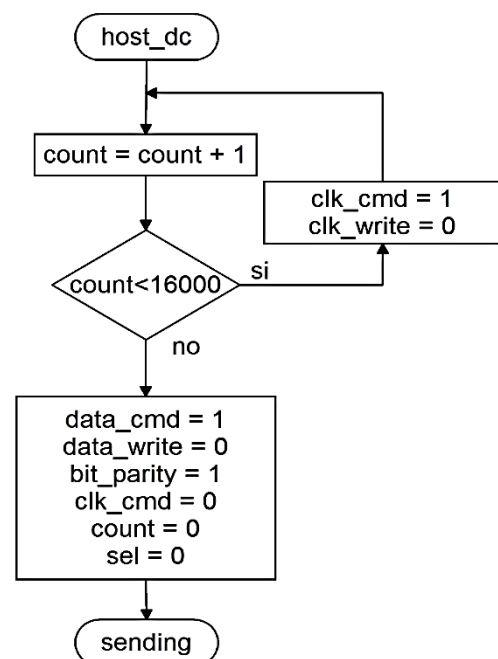 host_dc
count = count + 1
clk_cmd = 1
clk_write = 0
count<16000
si
no
data_cmd = 1
data_write = 0
bit_parity = 1
clk_cmd = 0
count = 0
sel = 0
sending